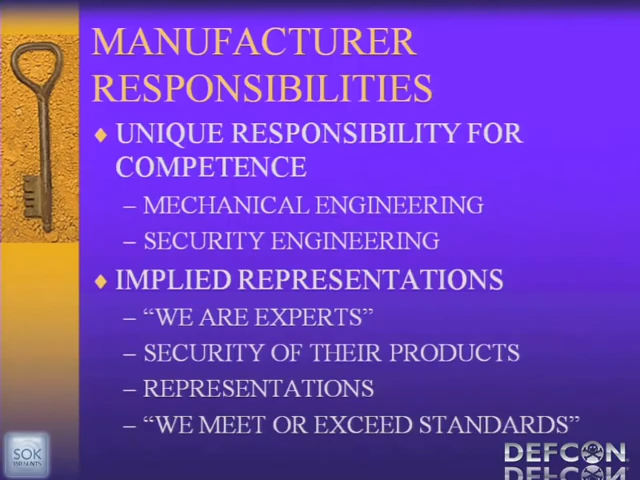 MANUFACTURER
RESPONSIBILITIES
♦ UNIQUE RESPONSIBILITY FOR
COMPETENCE
– MECHANICAL ENGINEERING
– SECURITY ENGINEERING
♦ IMPLIED REPRESENTATIONS
– “WE ARE EXPERTS”
– SECURITY OF THEIR PRODUCTS
– REPRESENTATIONS
– “WE MEET OR EXCEED STANDARDS”
SOK
PRESENTS
DEFCON